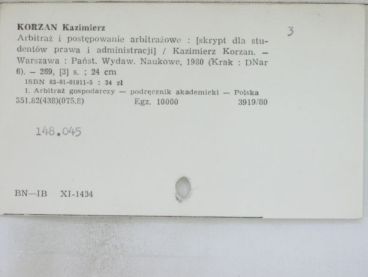 KORZAN Kazimierz
3
Arbitraż i postępowanie arbitrażowe : [skrypt dla stu-
dentów prawa i administracji] / Kazimierz Korzan. —
Warszawa : Państ. Wydaw. Naukowe, 1980 (Krak : DNar
6). — 269, [3] s. ; 24 cm
ISBN 83-01-01911-5 : 34 zł
1. Arbitraż gospodarczy — podręcznik akademicki — Polska
351.82(438)(075.8) Egz. 10000 3919/80
148.045
BN—IB XI-1434